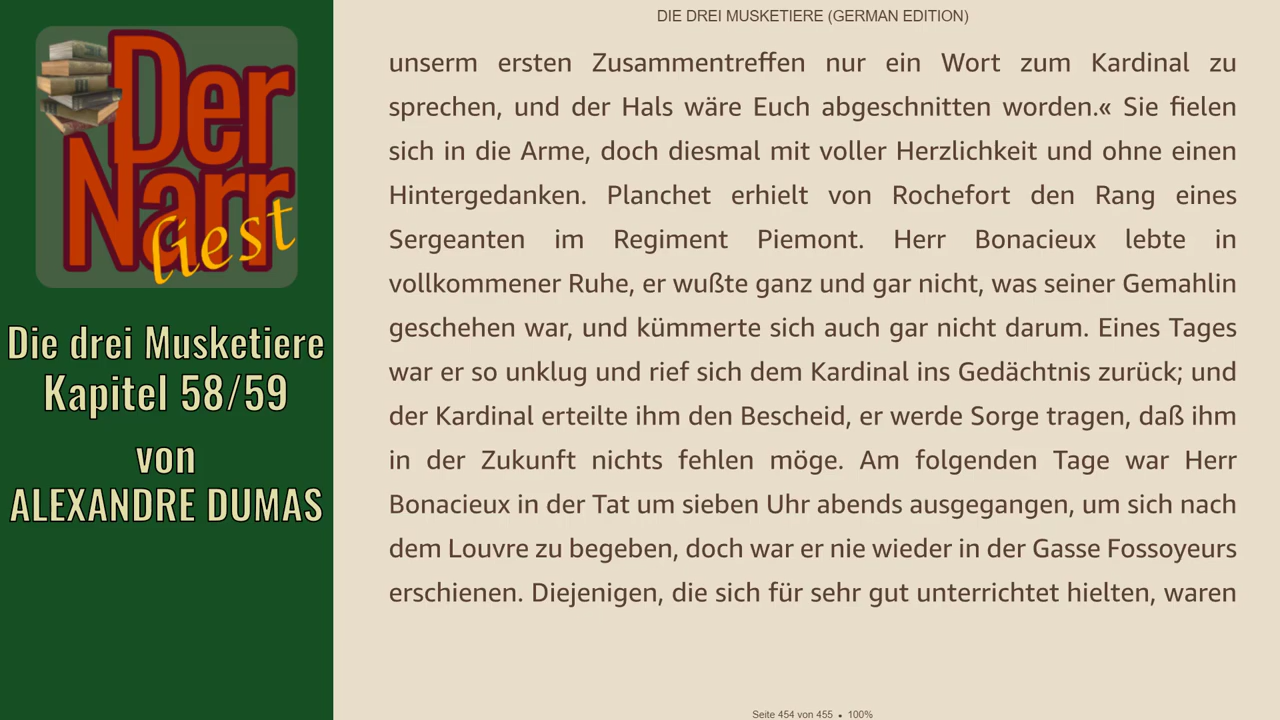 Der
Narr
liest
Die drei Musketiere
Kapitel 58/59
von
ALEXANDRE DUMAS
DIE DREI MUSKETIERE (GERMAN EDITION)
unserm ersten Zusammentreffen nur ein Wort zum Kardinal zu
sprechen, und der Hals wäre Euch abgeschnitten worden.« Sie fielen
sich in die Arme, doch diesmal mit voller Herzlichkeit und ohne einen
Hintergedanken. Planchet erhielt von Rochefort den Rang eines
Sergeanten im Regiment Piemont. Herr Bonacieux lebte in
vollkommener Ruhe, er wußte ganz und gar nicht, was seiner Gemahlin
geschehen war, und kümmerte sich auch gar nicht darum. Eines Tages
war er so unklug und rief sich dem Kardinal ins Gedächtnis zurück; und
der Kardinal erteilte ihm den Bescheid, er werde Sorge tragen, daß ihm
in der Zukunft nichts fehlen möge. Am folgenden Tage war Herr
Bonacieux in der Tat um sieben Uhr abends ausgegangen, um sich nach
dem Louvre zu begeben, doch war er nie wieder in der Gasse Fossoyeurs
erschienen. Diejenigen, die sich für sehr gut unterrichtet hielten, waren
Seite 454 von 455 • 100%